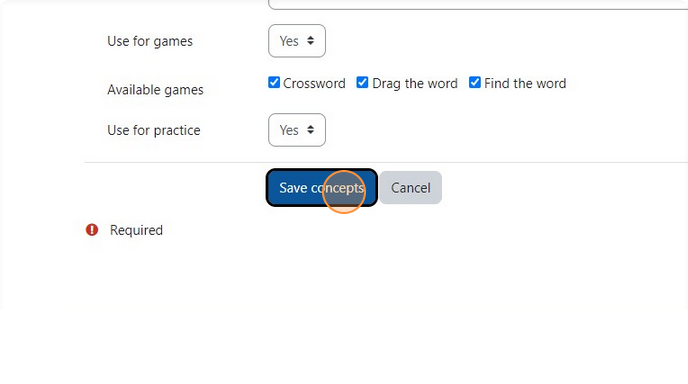 Use for games Yes
Available games Crossword Drag the word Find the word
Use for practice Yes
Save concepts Cancel
Required